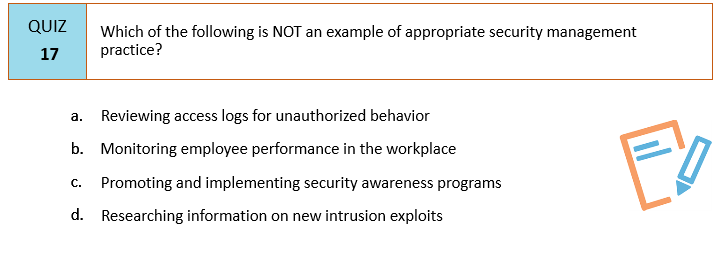 QUIZ
17
Which of the following is NOT an example of appropriate security management
practice?
a. Reviewing access logs for unauthorized behavior
b. Monitoring employee performance in the workplace
c. Promoting and implementing security awareness programs
d. Researching information on new intrusion exploits